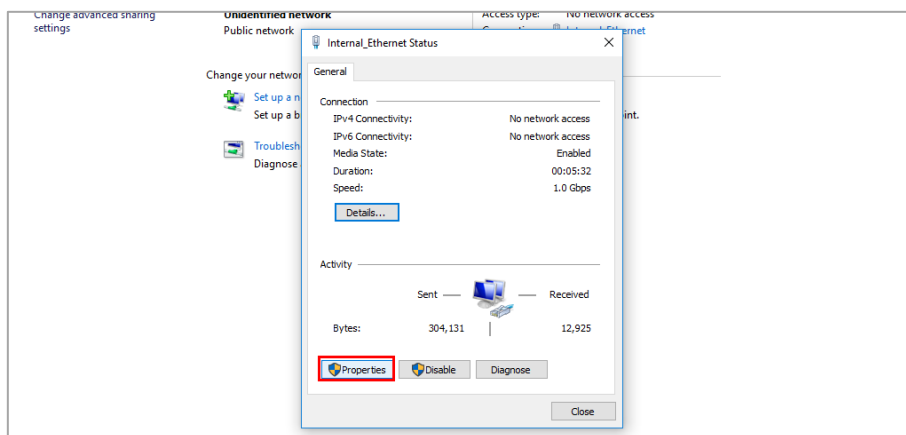 Change advanced sharing
settings
Unidentified network
Public network
Access type: No network access
Internal_Ethernet
Change your networ
Set up a n
Set up a b
int.
Troublesh
Diagnose
Internal_Ethernet Status
General
Connection
IPv4 Connectivity: No network access
IPv6 Connectivity: No network access
Media State: Enabled
Duration: 00:05:32
Speed: 1.0 Gbps
Details...
Activity
Sent Received
Bytes: 304,131 12,925
Properties Disable Diagnose
Close